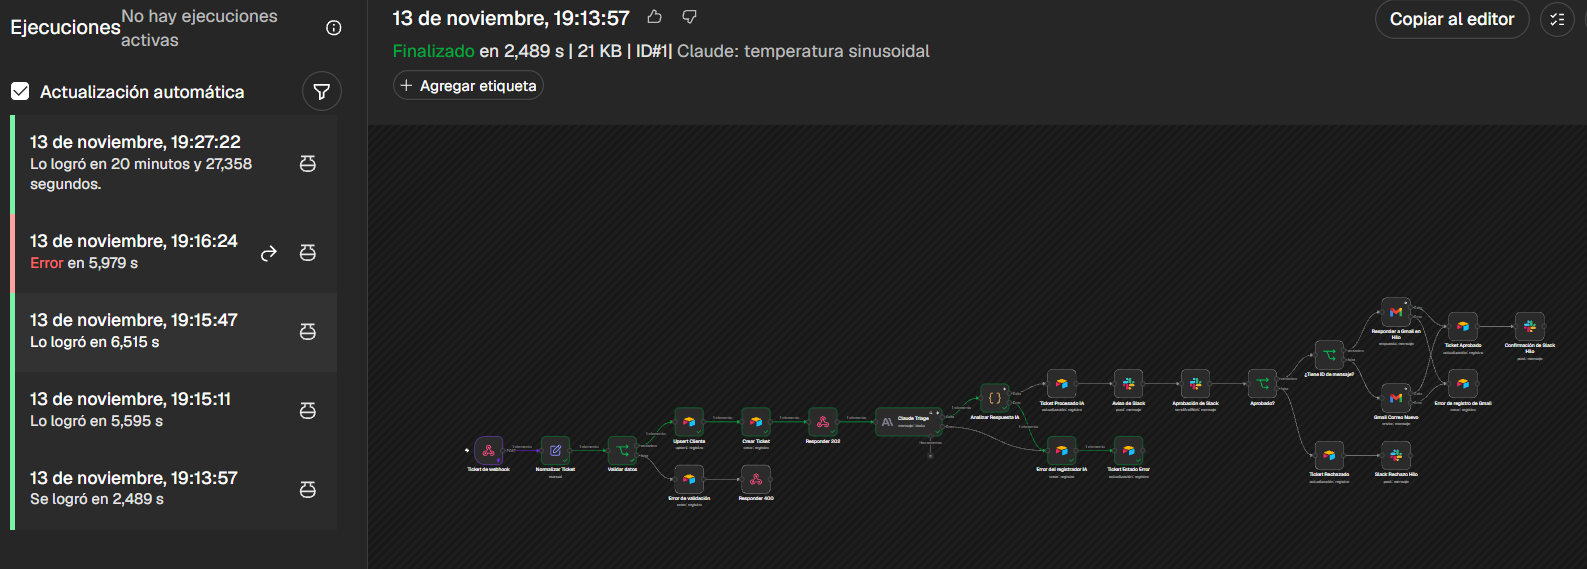 Ejecuciones
No hay ejecuciones
activas
Actualización automática
13 de noviembre, 19:27:22
Lo logró en 20 minutos y 27,358
segundos.
13 de noviembre, 19:16:24
Error en 5,979 s
13 de noviembre, 19:15:47
Lo logró en 6,515 s
13 de noviembre, 19:15:11
Lo logró en 5,595 s
13 de noviembre, 19:13:57
Se logró en 2,489 s
13 de noviembre, 19:13:57
Finalizado en 2,489 s | 21 KB | ID#1| Claude: temperatura sinusoidal
Agregar etiqueta
Copiar al editor
Ticket de webhook
Normalizar Ticket
Validar datos
Upsert Cliente
Crear Ticket
Responder 202
Error de validación
Responder 400
Claude Triage
Analizar Respuesta IA
Error del registrador IA
Ticket Estado Error
Ticket Procesado IA
Aviso de Slack
Aprobación de Slack
Aprobado?
¿Tiene ID de mensaje?
Responder a Gmail en
Hilo
Gmail Correo Nuevo
Ticket Aprobado
Error de registro de Gmail
Confirmación de Slack
Hilo
Ticket Rechazado
Slack Rechazo Hilo